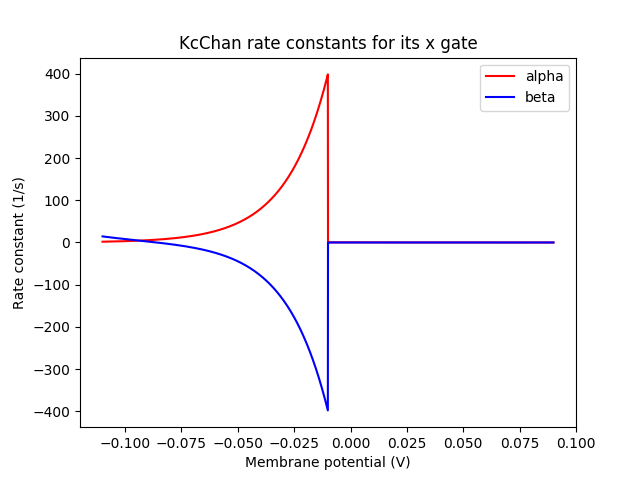 KcChan rate constants for its x gate
alpha
beta
400
300
200
100
0
−100
−200
−300
−400
Rate constant (1/s)
−0.100 −0.075 −0.050 −0.025 0.000 0.025 0.050 0.075 0.100
Membrane potential (V)